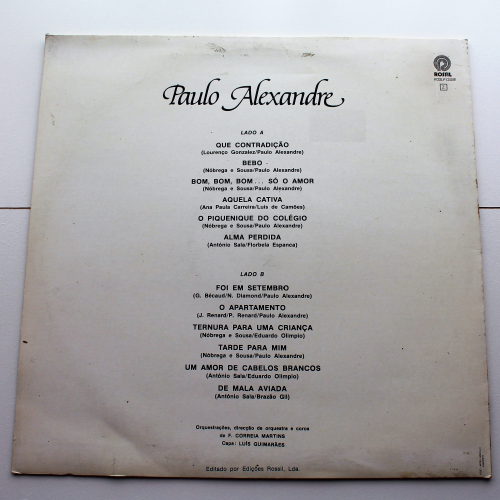 ROSSIL
Paulo Alexandre
LADO A
QUE CONTRADIÇÃO
(Lourenço Gonzalez/Paulo Alexandre)
BEBO
(Nóbrega e Sousa/Paulo Alexandre)
BOM, BOM, BOM... SÓ O AMOR
(Nóbrega e Sousa/Paulo Alexandre)
AQUELA CATIVA
(Ana Paula Carreira/Luís de Camões)
O PIQUENIQUE DO COLÉGIO
(Nóbrega e Sousa/Paulo Alexandre)
ALMA PERDIDA
(António Sala/Florbela Espanca)
LADO B
FOI EM SETEMBRO
(G. Bécaud/N. Diamond/Paulo Alexandre)
O APARTAMENTO
(J. Renard/P. Renard/Paulo Alexandre)
TERNURA PARA UMA CRIANÇA
(Nóbrega e Sousa/Eduardo Olímpio)
TARDE PARA MIM
(Nóbrega e Sousa/Paulo Alexandre)
UM AMOR DE CABELOS BRANCOS
(António Sala/Eduardo Olímpio)
DE MALA AVIADA
(António Sala/Brazão Gil)
Orquestrações, direcção de orquestra e coros
de F. CORREIA MARTINS
Capa: LUÍS GUIMARÃES
Editado por Edições Rossil, Lda.